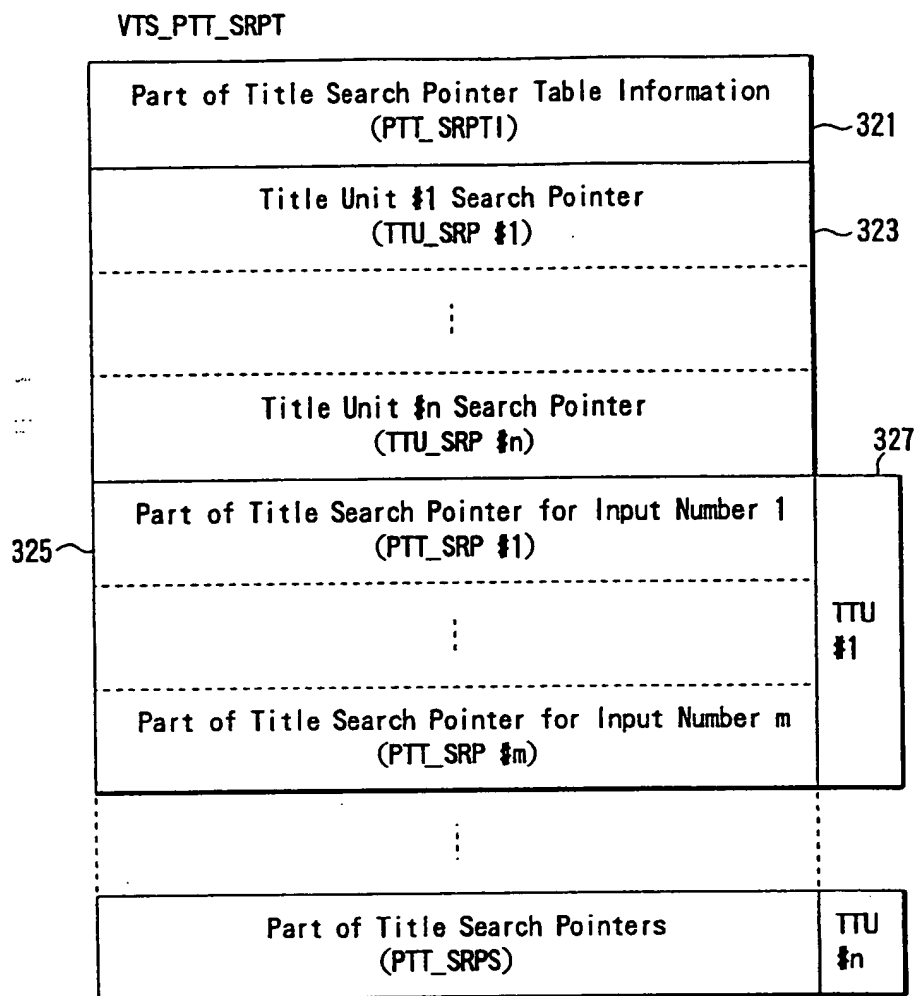 VTS_PTT_SRPT
Part of Title Search Pointer Table Information
(PTT_SRPTI)
321
Title Unit #1 Search Pointer
(TTU_SRP #1)
323
Title Unit #n Search Pointer
(TTU_SRP #n)
327
Part of Title Search Pointer for Input Number 1
(PTT_SRP #1)
325
TTU
#1
Part of Title Search Pointer for Input Number m
(PTT_SRP #m)
Part of Title Search Pointers
(PTT_SRPS)
TTU
#n